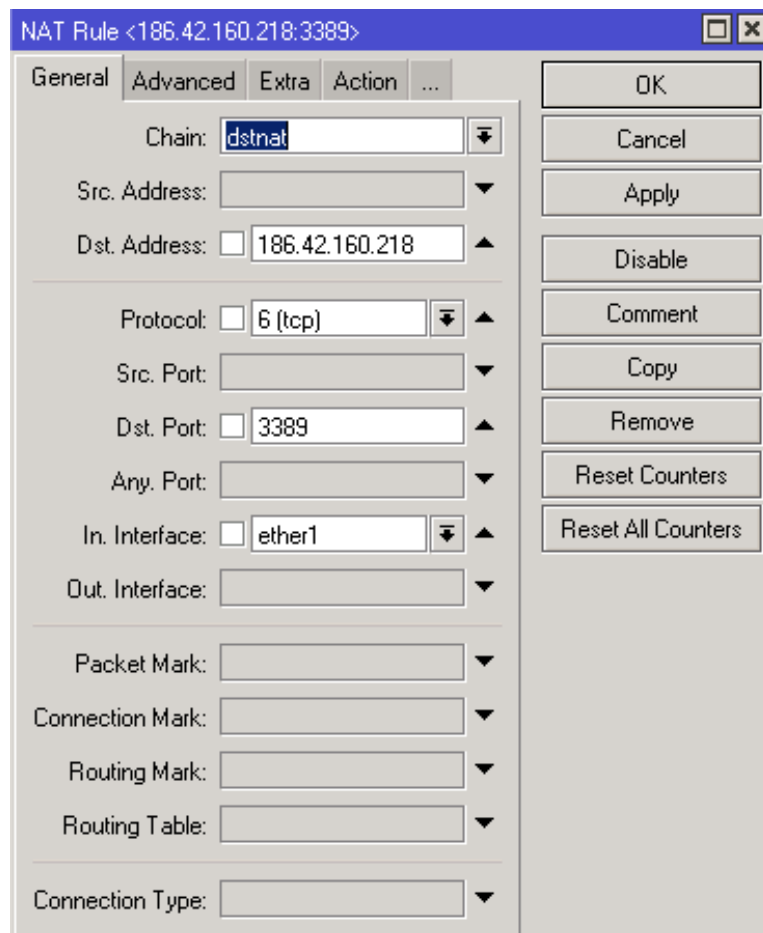 NAT Rule <186.42.160.218:3389>
General Advanced Extra Action ...
OK
Chain: dstnat
Cancel
Src. Address:
Apply
Dst. Address: 186.42.160.218
Disable
Protocol: 6 (tcp)
Comment
Src. Port:
Copy
Dst. Port: 3389
Remove
Any. Port:
Reset Counters
In. Interface: ether1
Reset All Counters
Out. Interface:
Packet Mark:
Connection Mark:
Routing Mark:
Routing Table:
Connection Type: